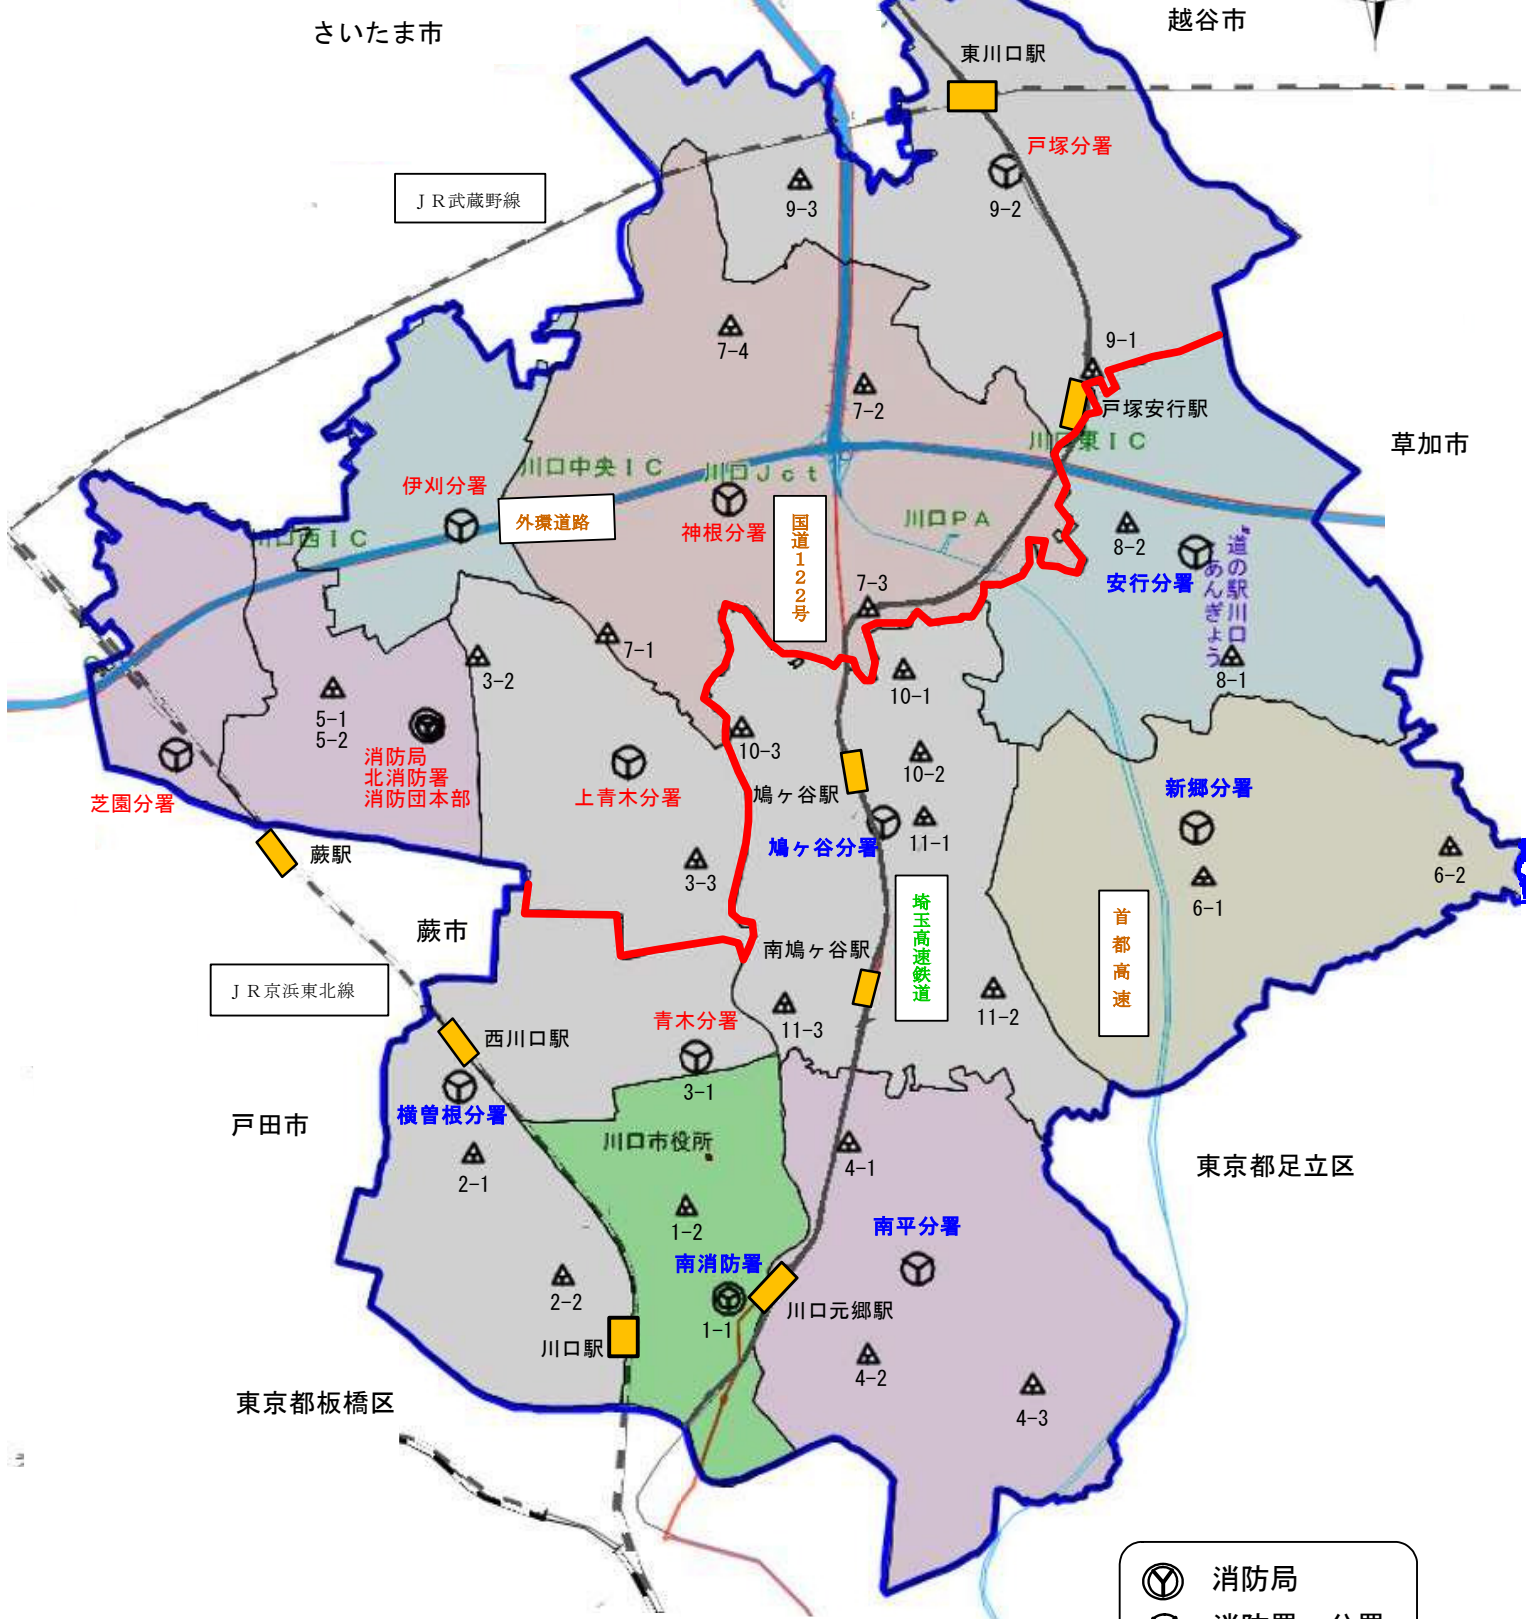 さいたま市
越谷市
東川口駅
戸塚分署
ＪＲ武蔵野線
9-3
9-2
7-4
9-1
7-2
戸塚安行駅
川口東ＩＣ
草加市
川口中央ＩＣ
川口Ｊｃｔ
伊刈分署
外環道路
神根分署
国道１２２号
川口ＰＡ
川口西ＩＣ
8-2
安行分署
道の駅川口
あんぎょう
7-3
7-1
3-2
10-1
8-1
5-1
5-2
消防局
北消防署
消防団本部
芝園分署
上青木分署
10-3
10-2
鳩ヶ谷駅
新郷分署
鳩ヶ谷分署
11-1
蕨駅
3-3
6-2
6-1
蕨市
南鳩ヶ谷駅
埼玉高速鉄道
首都高速
ＪＲ京浜東北線
11-3
11-2
青木分署
西川口駅
3-1
横曽根分署
戸田市
川口市役所
4-1
2-1
東京都足立区
1-2
南平分署
南消防署
2-2
1-1
川口元郷駅
川口駅
4-2
東京都板橋区
4-3
消防局
消防署・分署